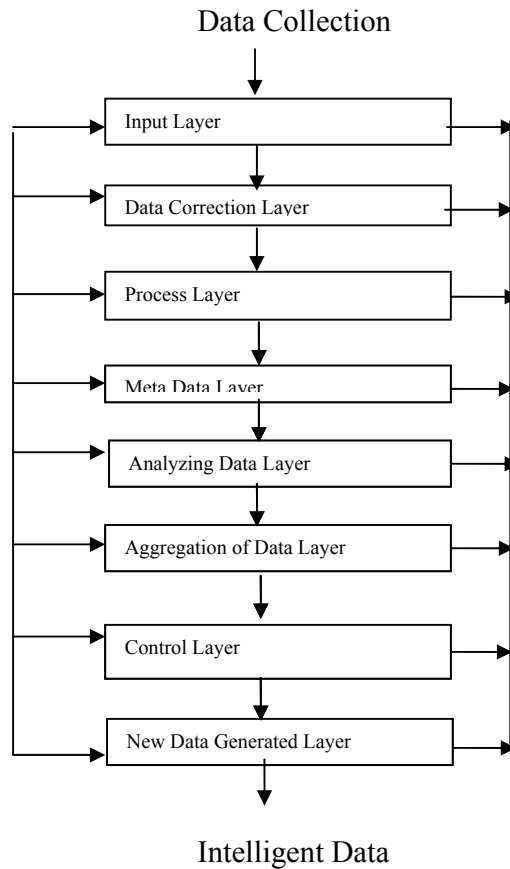 Data Collection
Input Layer
Data Correction Layer
Process Layer
Meta Data Layer
Analyzing Data Layer
Aggregation of Data Layer
Control Layer
New Data Generated Layer
Intelligent Data